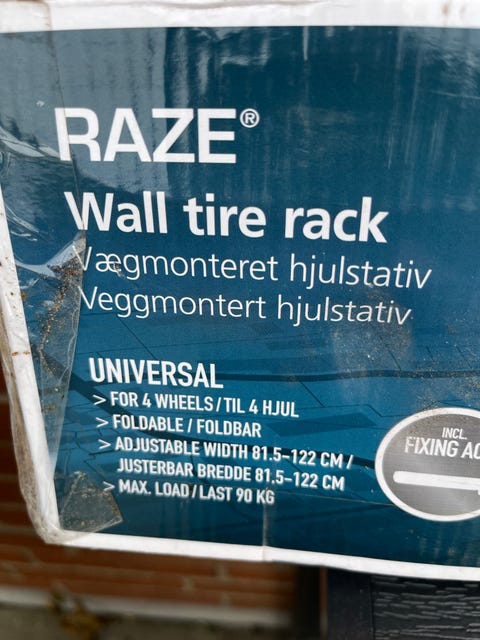 RAZE®
Wall tire rack
Vægmonteret hjulstativ
Veggmontert hjulstativ
UNIVERSAL
> FOR 4 WHEELS / TIL 4 HJUL
> FOLDABLE / FOLDBAR
> ADJUSTABLE WIDTH 81.5–122 CM /
JUSTERBAR BREDDE 81.5–122 CM
> MAX. LOAD / LAST 90 KG
INCL.
FIXING